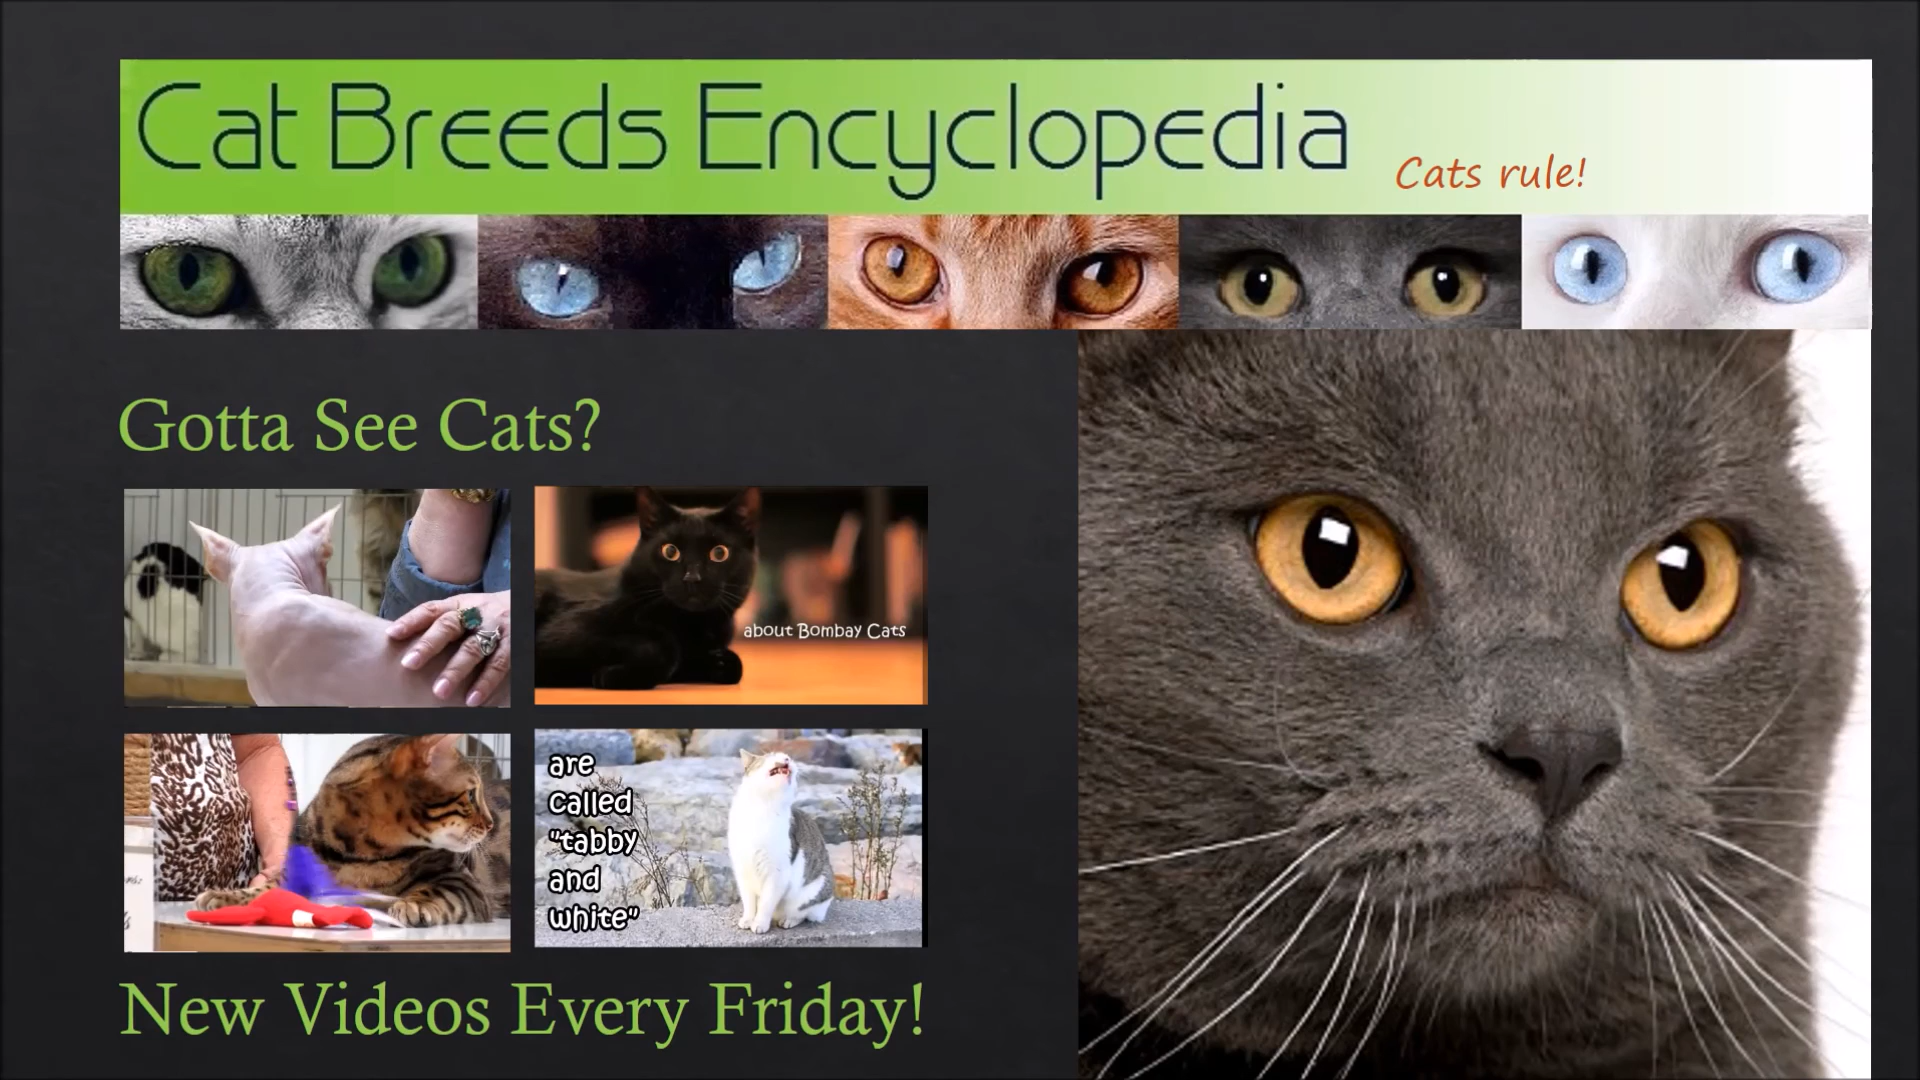 Cat Breeds Encyclopedia
Cats rule!
Gotta See Cats?
about Bombay Cats
are
called
"tabby
and
white"
New Videos Every Friday!